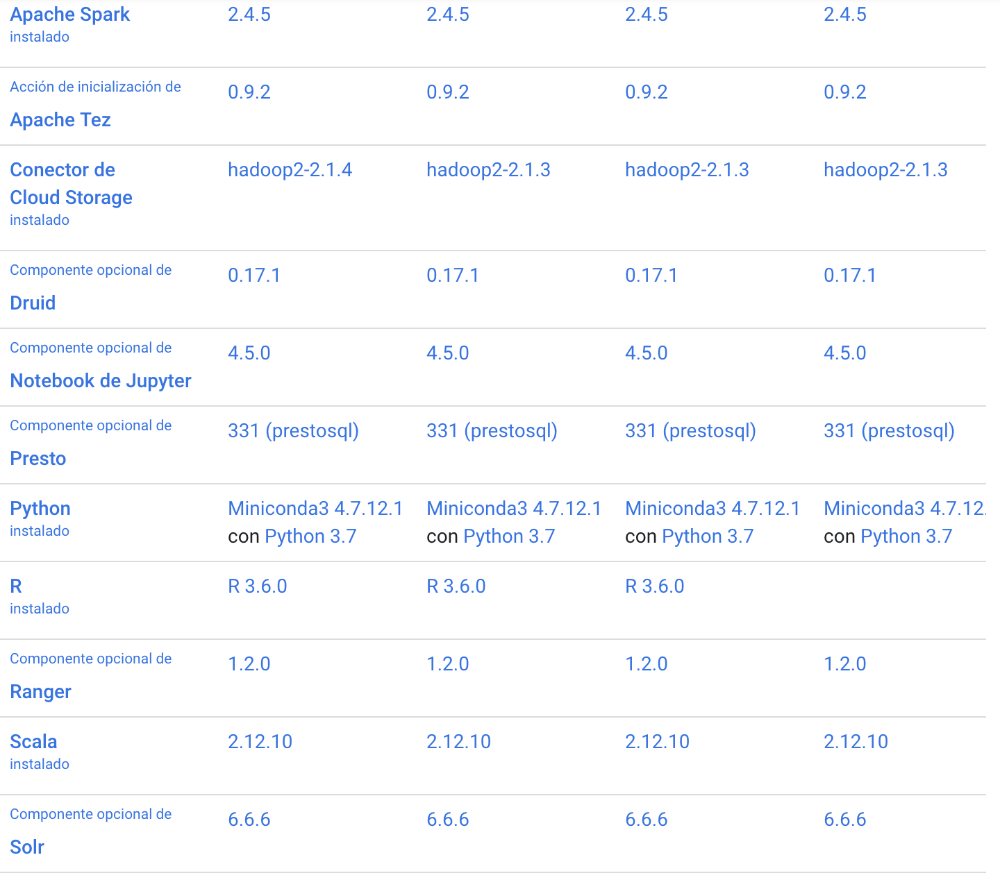 Apache Spark 2.4.5 2.4.5 2.4.5 2.4.5
instalado
Acción de inicialización de 0.9.2 0.9.2 0.9.2 0.9.2
Apache Tez
Conector de hadoop2-2.1.4 hadoop2-2.1.3 hadoop2-2.1.3 hadoop2-2.1.3
Cloud Storage
instalado
Componente opcional de 0.17.1 0.17.1 0.17.1 0.17.1
Druid
Componente opcional de 4.5.0 4.5.0 4.5.0 4.5.0
Notebook de Jupyter
Componente opcional de 331 (prestosql) 331 (prestosql) 331 (prestosql) 331 (prestosql)
Presto
Python Miniconda3 4.7.12.1 Miniconda3 4.7.12.1 Miniconda3 4.7.12.1 Miniconda3 4.7.12.
instalado con Python 3.7 con Python 3.7 con Python 3.7 con Python 3.7
R R 3.6.0 R 3.6.0 R 3.6.0
instalado
Componente opcional de 1.2.0 1.2.0 1.2.0 1.2.0
Ranger
Scala 2.12.10 2.12.10 2.12.10 2.12.10
instalado
Componente opcional de 6.6.6 6.6.6 6.6.6 6.6.6
Solr